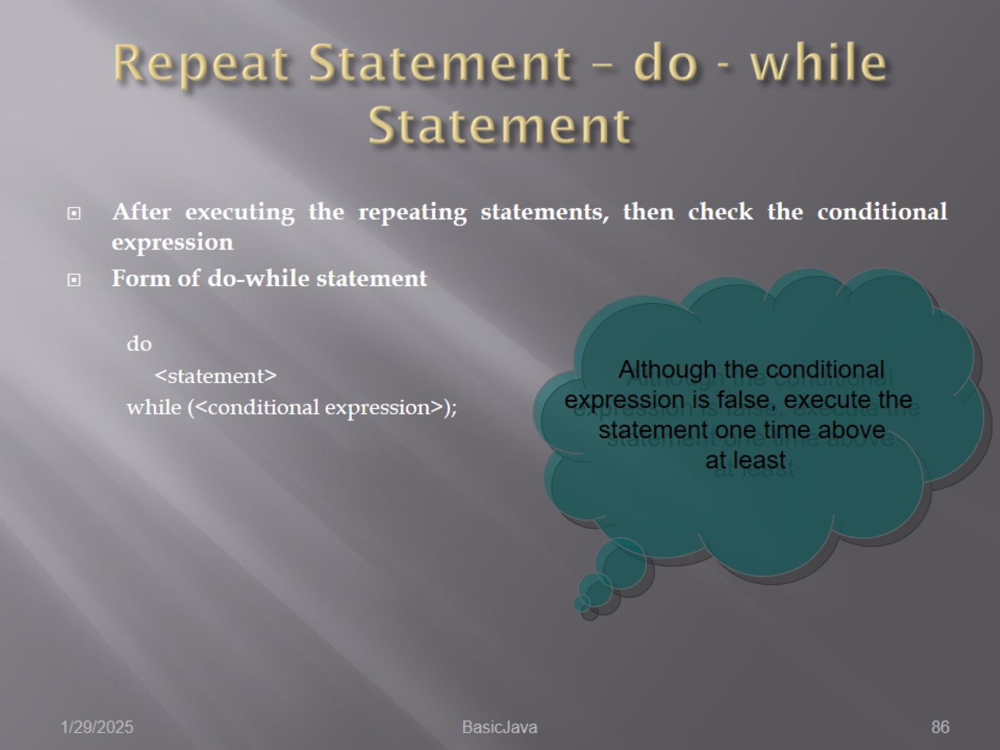 Repeat Statement – do - while
Statement
After executing the repeating statements, then check the conditional
expression
Form of do-while statement
do
<statement>
while (<conditional expression>);
Although the conditional
expression is false, execute the
statement one time above
at least
1/29/2025
BasicJava
86